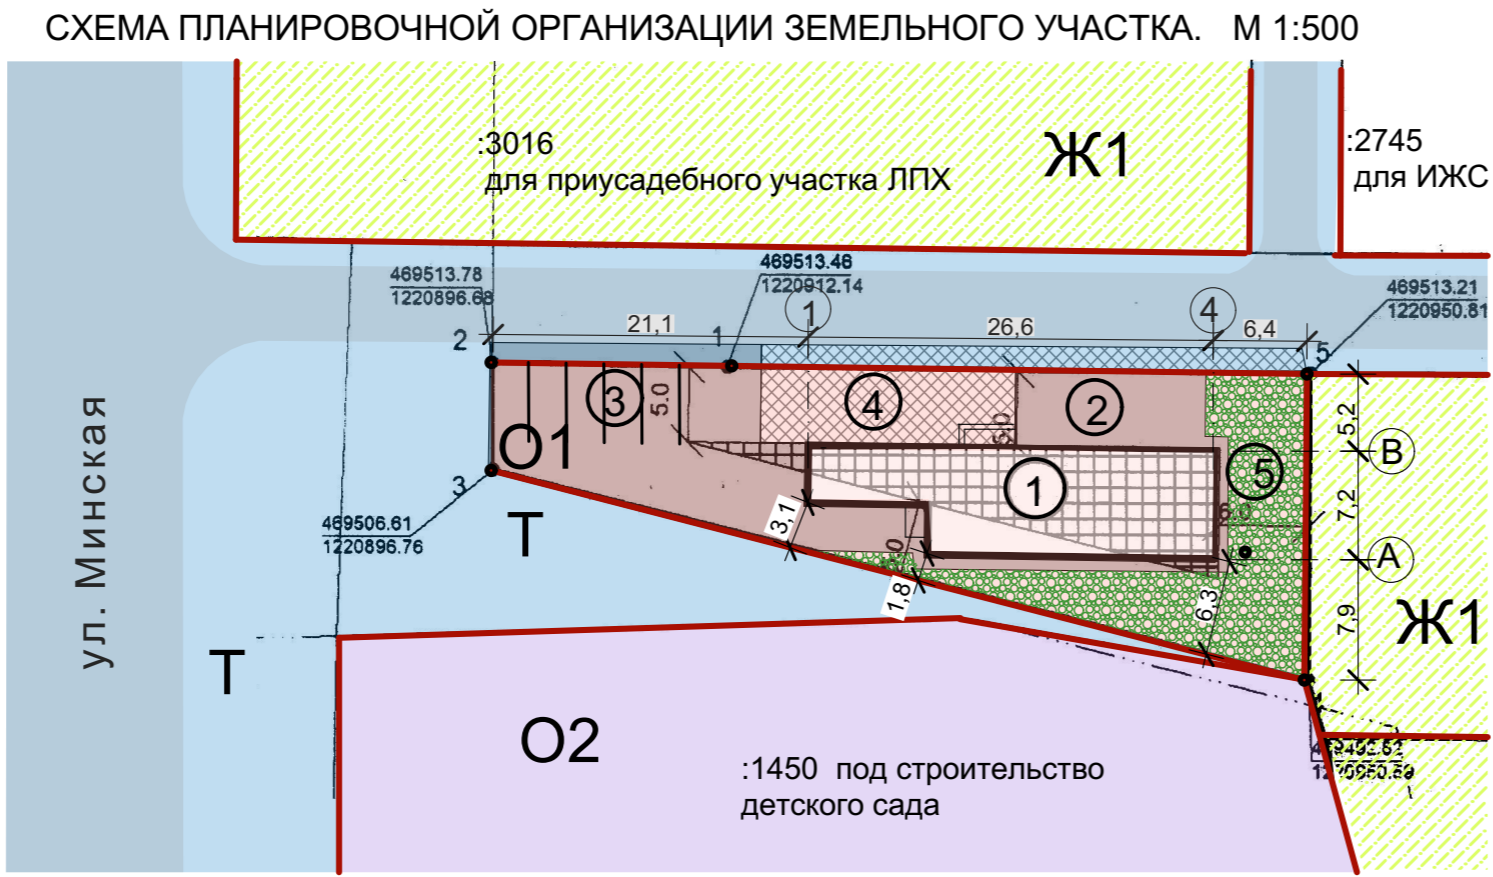 СХЕМА ПЛАНИРОВОЧНОЙ ОРГАНИЗАЦИИ ЗЕМЕЛЬНОГО УЧАСТКА. М 1:500
:3016
для приусадебного участка ЛПХ
Ж1
:2745
для ИЖС
469513.78
1220896.68
469513.46
1220912.14
469513.21
1220950.81
1
4
21,1
26,6
6,4
2
1
5
3
4
2
5.0
О1
5
1
5,2
В
7,2
А
7,9
3
469506.61
1220896.76
Т
3,1
1,8
6,3
6.0
Ж1
ул. Минская
Т
О2
:1450 под строительство
детского сада